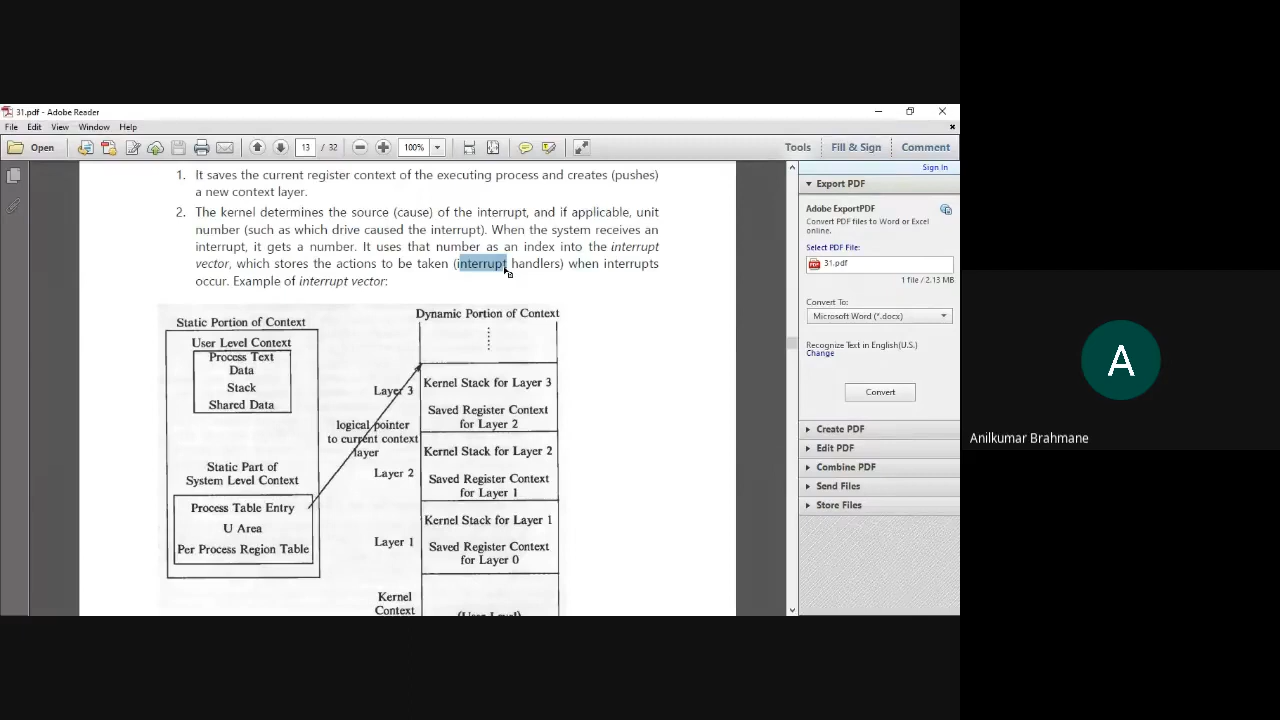 31.pdf - Adobe Reader
File Edit View Window Help
Open 13 / 32 100% Tools Fill & Sign Comment
Sign In
1. It saves the current register context of the executing process and creates (pushes)
a new context layer.
2. The kernel determines the source (cause) of the interrupt, and if applicable, unit
number (such as which drive caused the interrupt). When the system receives an
interrupt, it gets a number. It uses that number as an index into the interrupt
vector, which stores the actions to be taken (interrupt handlers) when interrupts
occur. Example of interrupt vector:
Static Portion of Context
User Level Context
Process Text
Data
Stack
Shared Data
Static Part of
System Level Context
Process Table Entry
U Area
Per Process Region Table
logical pointer
to current context
layer
Dynamic Portion of Context
Layer 3
Kernel Stack for Layer 3
Saved Register Context
for Layer 2
Layer 2
Kernel Stack for Layer 2
Saved Register Context
for Layer 1
Layer 1
Kernel Stack for Layer 1
Saved Register Context
for Layer 0
Kernel
Context
(User Level)
Export PDF
Adobe ExportPDF
Convert PDF files to Word or Excel
online.
Select PDF File:
31.pdf
1 file / 2.13 MB
Convert To:
Microsoft Word (*.docx)
Recognize Text in English(U.S.)
Change
Convert
Create PDF
Edit PDF
Combine PDF
Send Files
Store Files
A
Anilkumar Brahmane